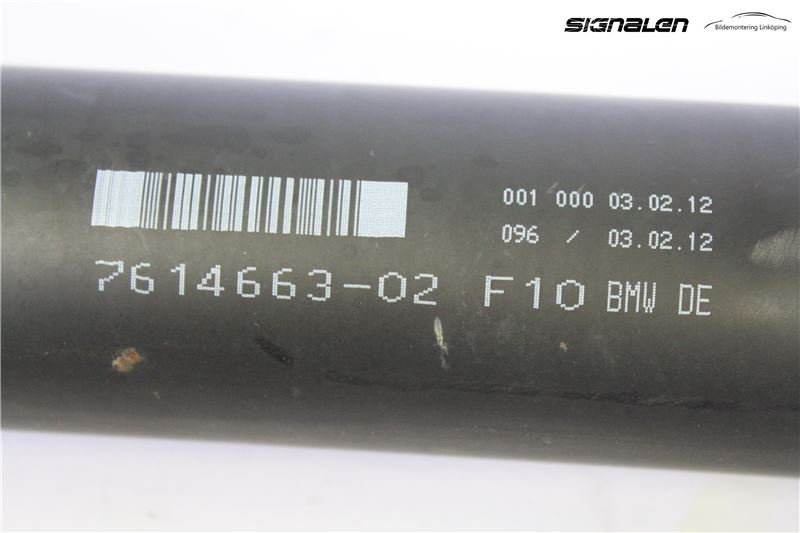 SIGNALEN
Bildemontering Linköping
001 000 03.02.12
096 / 03.02.12
7614663-02 F10 BMW DE